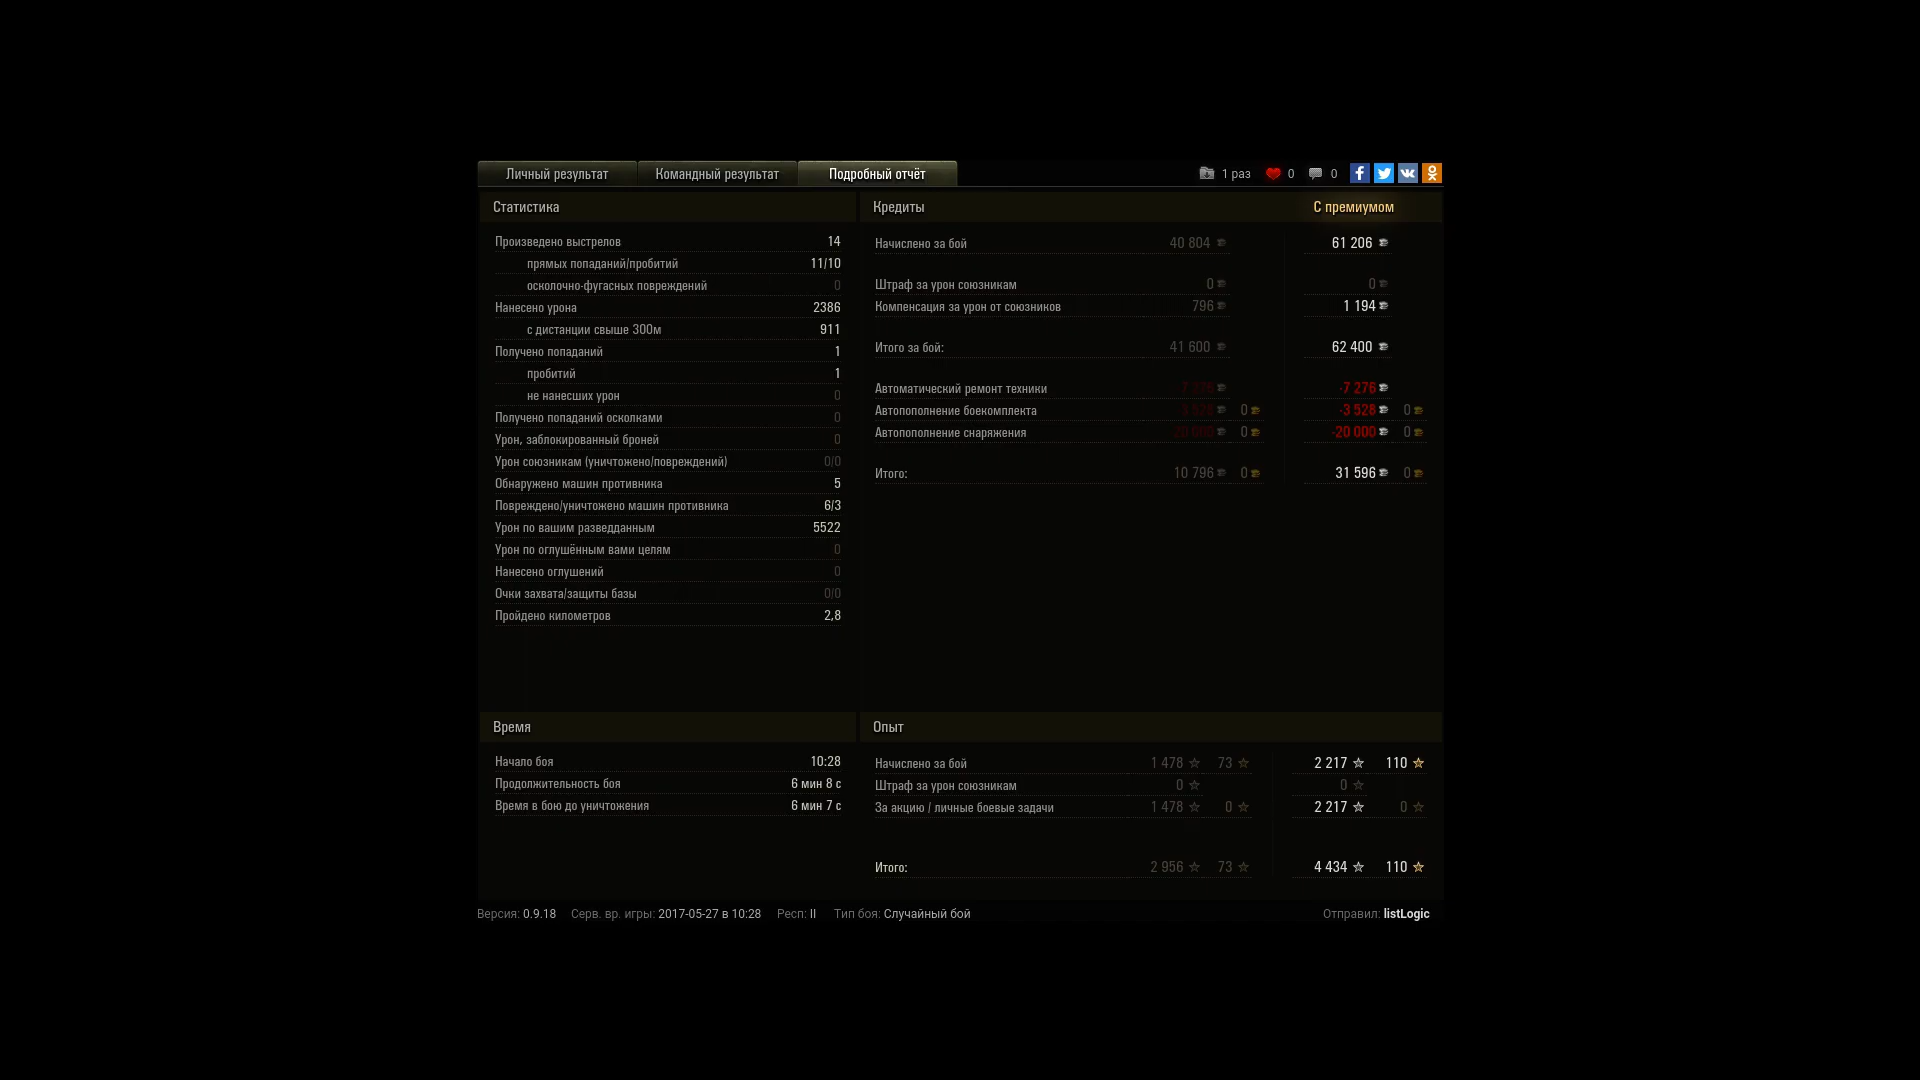 Личный результат Командный результат Подробный отчёт 1 раз 0 0
Статистика
Произведено выстрелов 14
прямых попаданий/пробитий 11/10
осколочно-фугасных повреждений 0
Нанесено урона 2386
с дистанции свыше 300м 911
Получено попаданий 1
пробитий 1
не нанесших урон 0
Получено попаданий осколками 0
Урон, заблокированный броней 0
Урон союзникам (уничтожено/повреждений) 0/0
Обнаружено машин противника 5
Повреждено/уничтожено машин противника 6/3
Урон по вашим разведданным 5522
Урон по оглушённым вами целям 0
Нанесено оглушений 0
Очки захвата/защиты базы 0/0
Пройдено километров 2,8
Кредиты С премиумом
Начислено за бой 40 804 61 206
Штраф за урон союзникам 0 0
Компенсация за урон от союзников 796 1 194
Итого за бой: 41 600 62 400
Автоматический ремонт техники -7 276
Автопополнение боекомплекта 0 -3 528 0
Автопополнение снаряжения 0 -20 000 0
Итого: 10 796 0 31 596 0
Время
Начало боя 10:28
Продолжительность боя 6 мин 8 с
Время в бою до уничтожения 6 мин 7 с
Опыт
Начислено за бой 1 478 73 2 217 110
Штраф за урон союзникам 0 0
За акцию / личные боевые задачи 1 478 0 2 217 0
Итого: 2 956 73 4 434 110
Версия: 0.9.18 Серв. вр. игры: 2017-05-27 в 10:28 Респ: II Тип боя: Случайный бой Отправил: listLogic